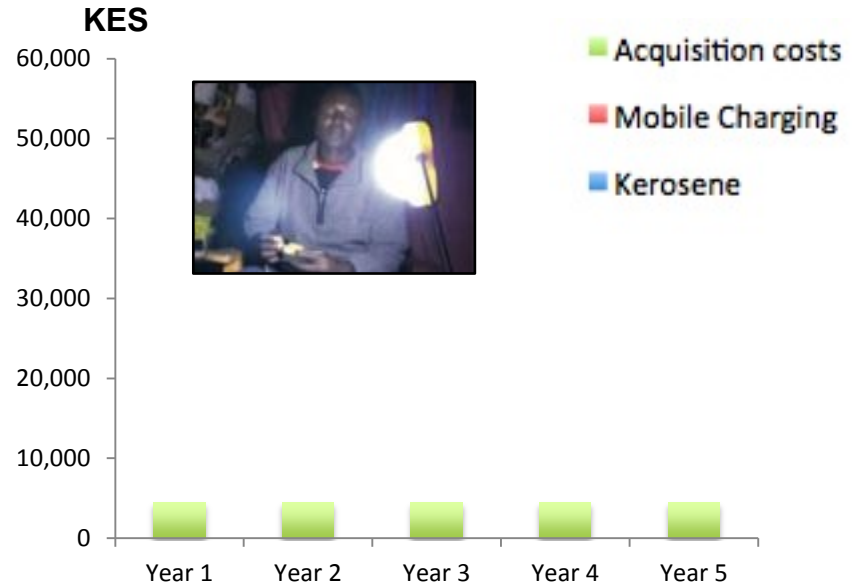 KES
60,000
50,000
40,000
30,000
20,000
10,000
0
Year 1 Year 2 Year 3 Year 4 Year 5
Acquisition costs
Mobile Charging
Kerosene